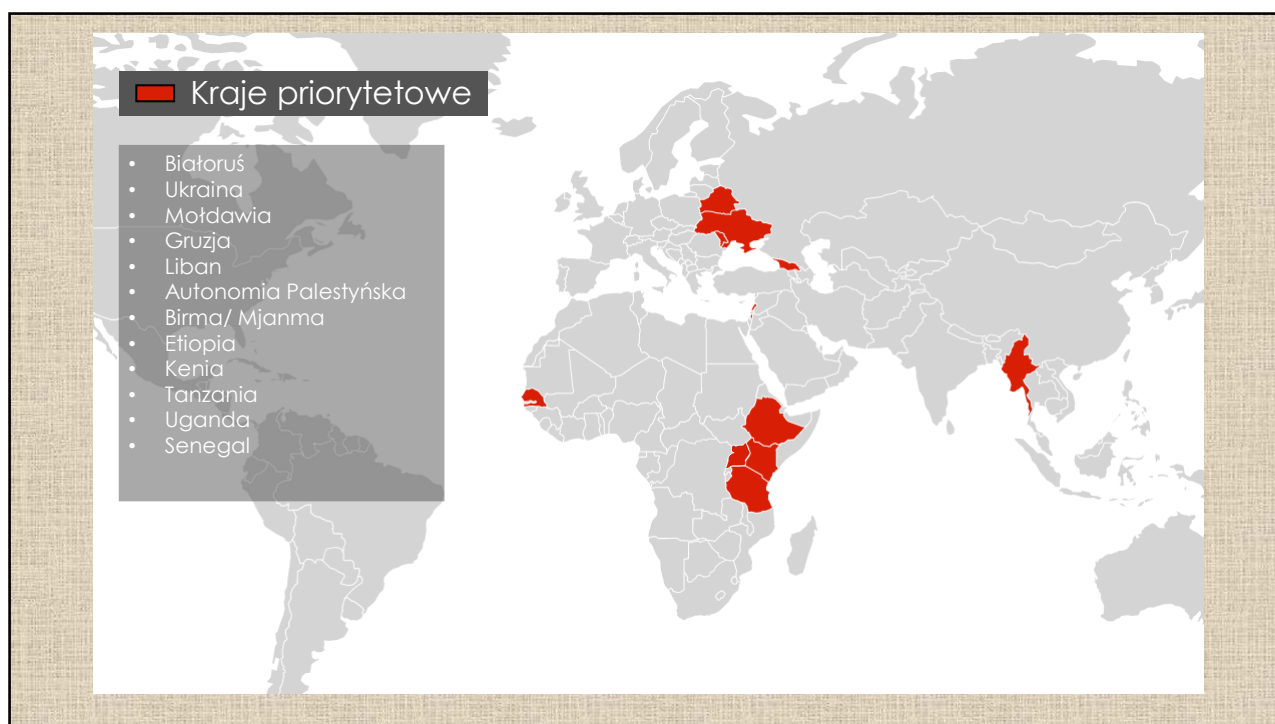 Kraje priorytetowe
• Białoruś
• Ukraina
• Mołdawia
• Gruzja
• Liban
• Autonomia Palestyńska
• Birma/ Mjanma
• Etiopia
• Kenia
• Tanzania
• Uganda
• Senegal